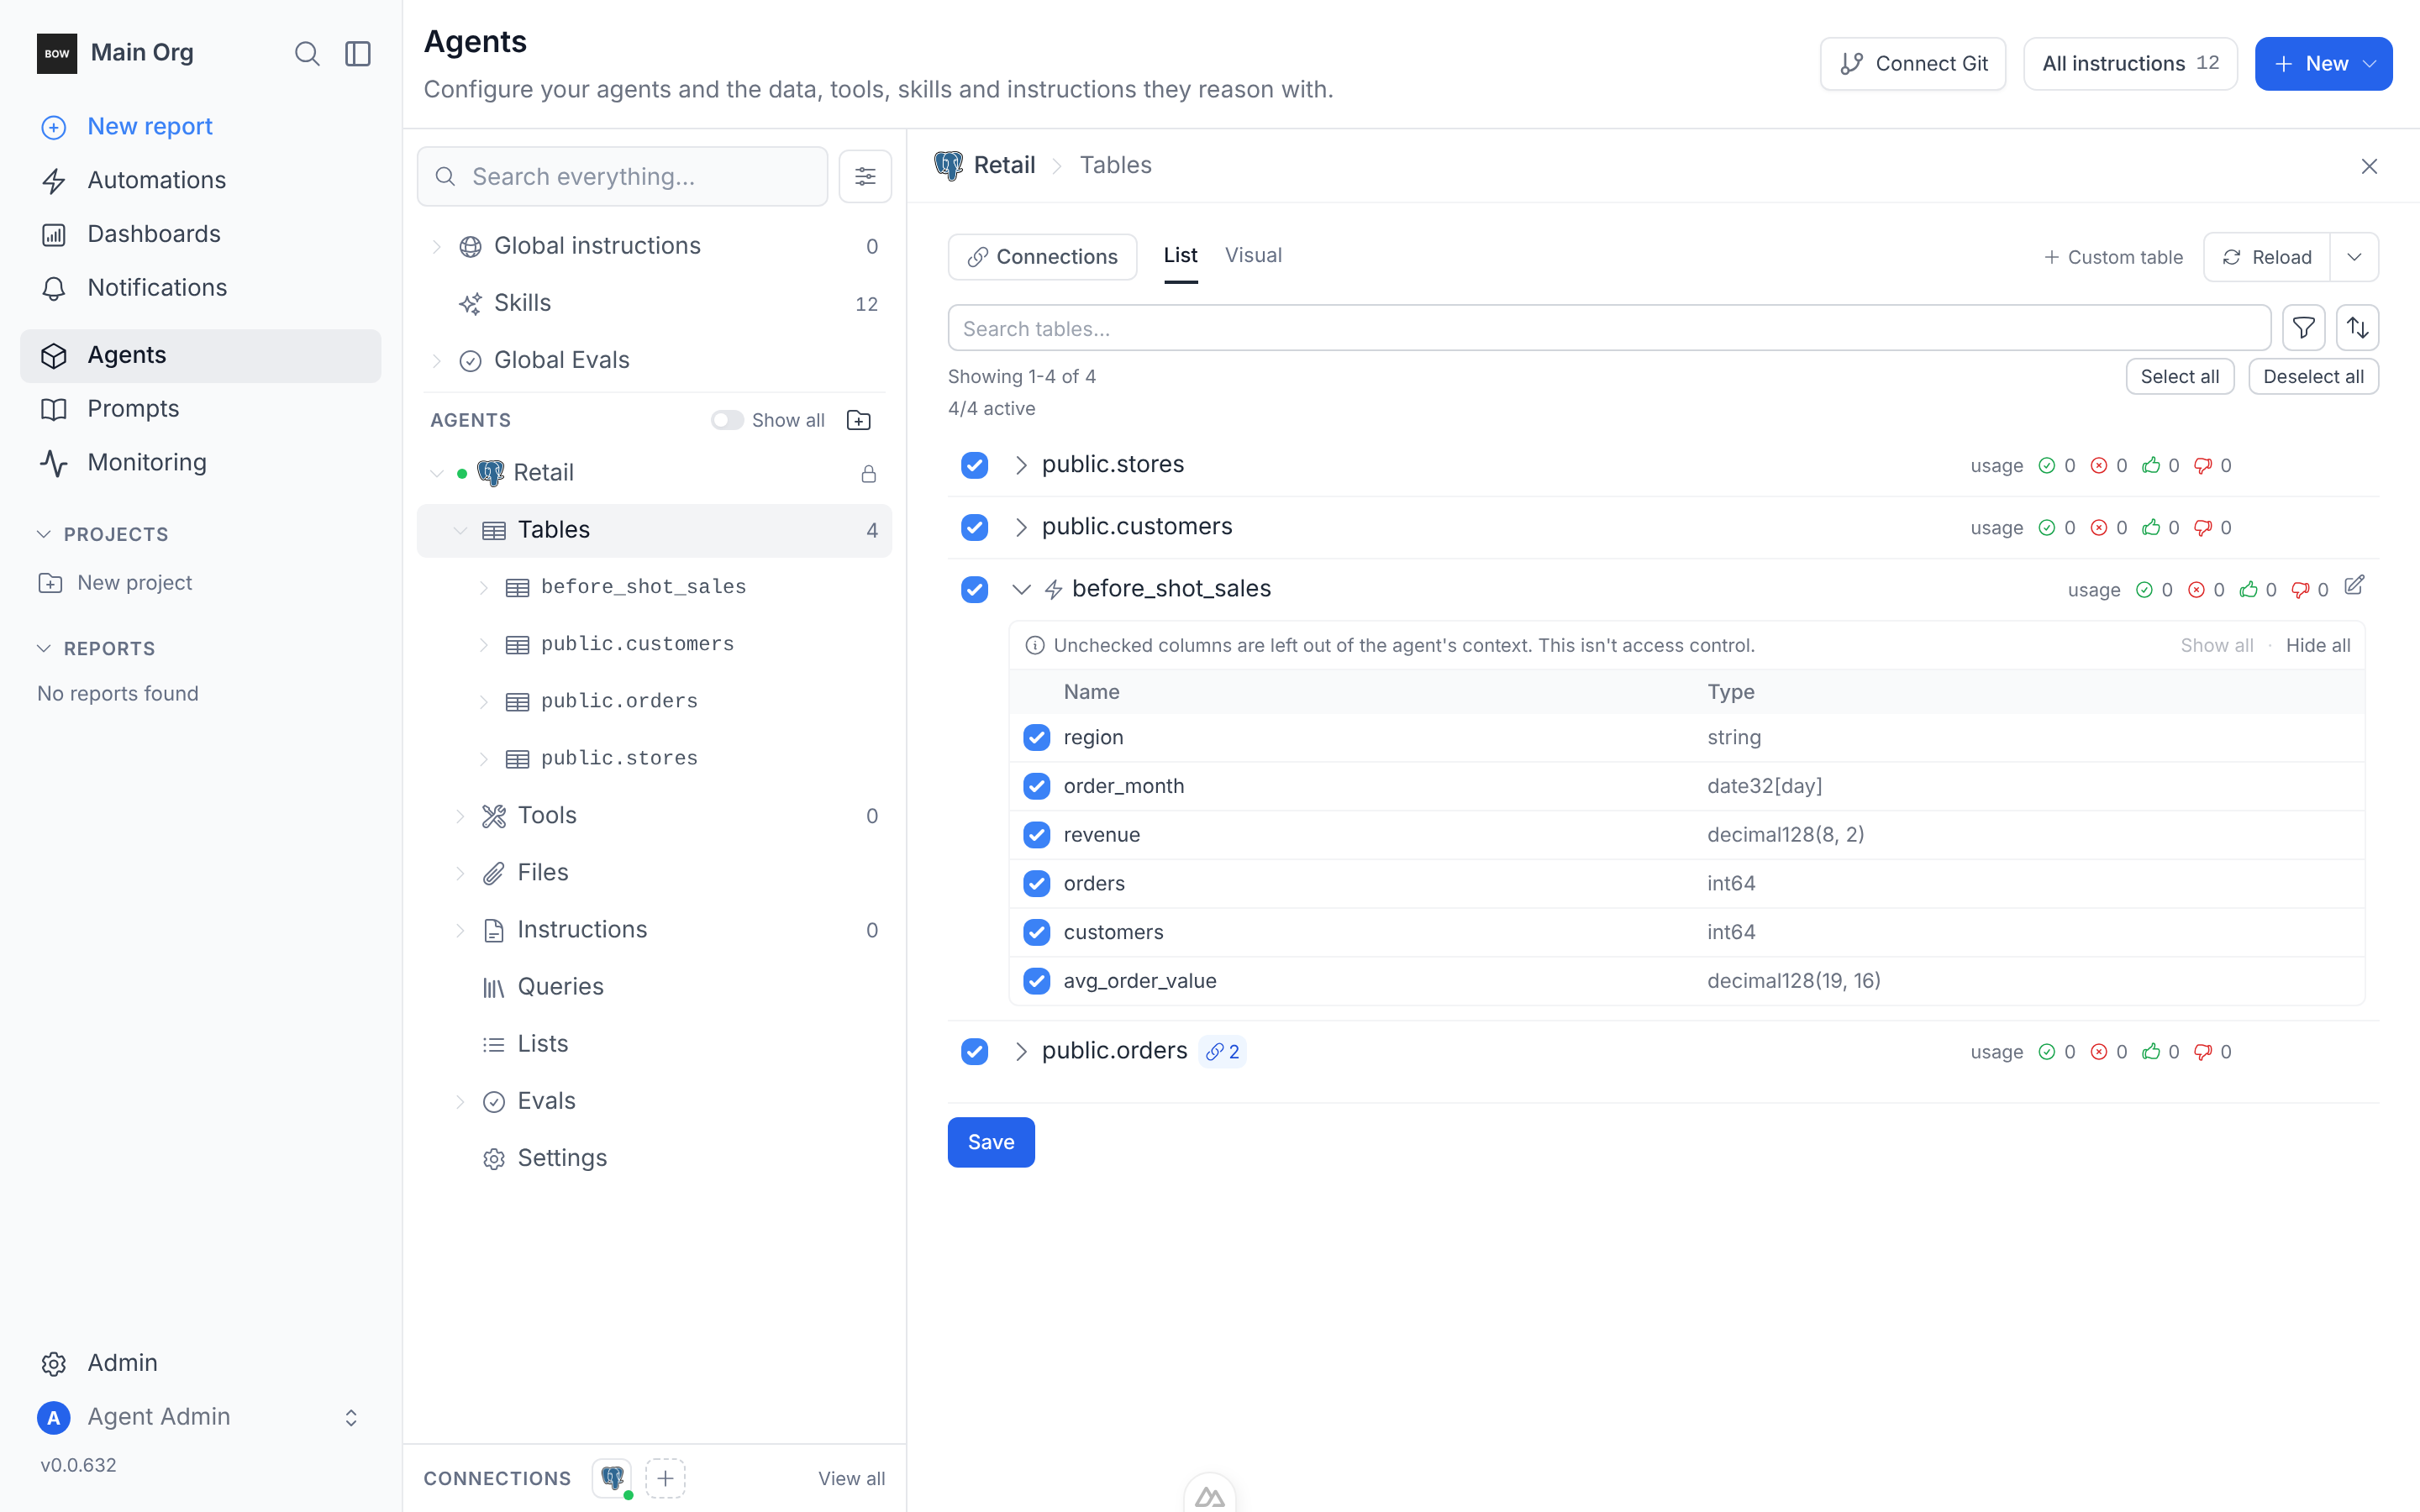 BOW
Main Org
New report
Automations
Dashboards
Notifications
Agents
Prompts
Monitoring
PROJECTS
New project
REPORTS
No reports found
Admin
A
Agent Admin
v0.0.632
Agents
Configure your agents and the data, tools, skills and instructions they reason with.
Connect Git
All instructions 12
New
Search everything...
Global instructions 0
Skills 12
Global Evals
AGENTS Show all
Retail
Tables 4
before_shot_sales
public.customers
public.orders
public.stores
Tools 0
Files
Instructions 0
Queries
Lists
Evals
Settings
CONNECTIONS View all
Retail Tables
Connections List Visual
Custom table Reload
Search tables...
Showing 1-4 of 4
Select all Deselect all
4/4 active
public.stores usage 0 0 0 0
public.customers usage 0 0 0 0
before_shot_sales usage 0 0 0 0
Unchecked columns are left out of the agent's context. This isn't access control. Show all · Hide all
Name Type
region string
order_month date32[day]
revenue decimal128(8, 2)
orders int64
customers int64
avg_order_value decimal128(19, 16)
public.orders 2 usage 0 0 0 0
Save